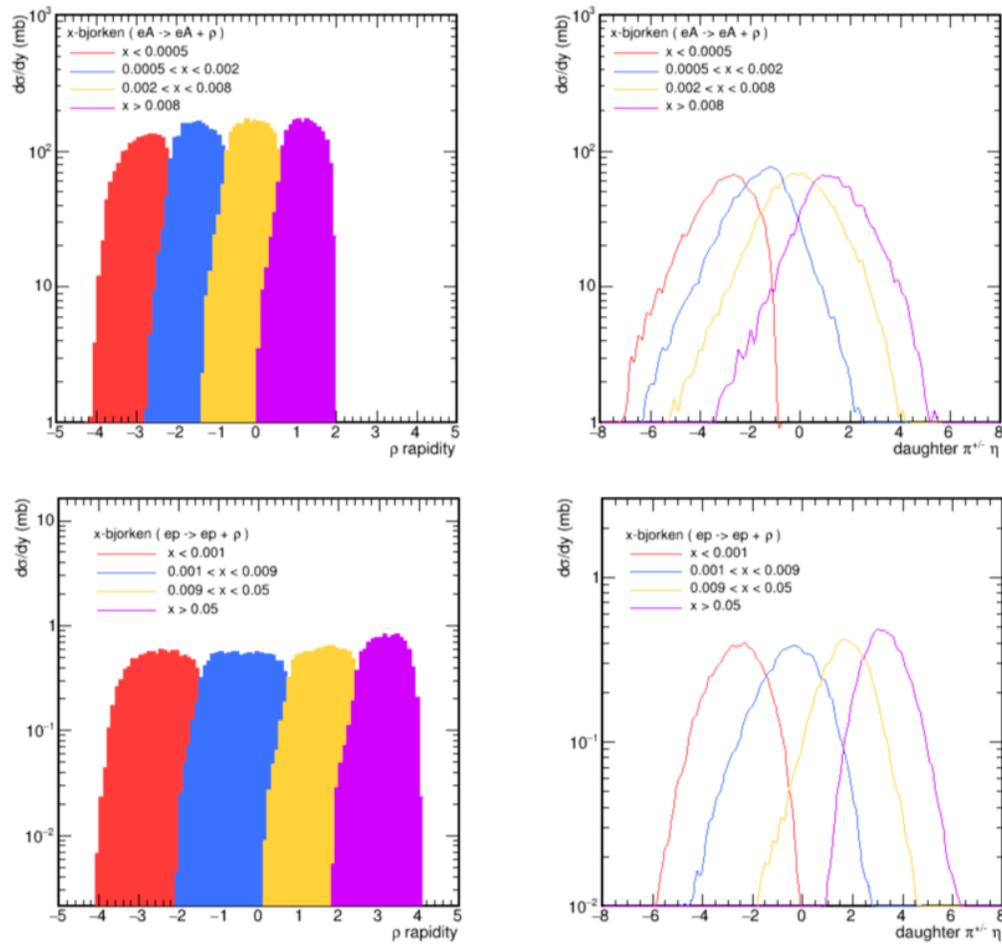 dσ/dy (mb)
10³
10²
10
1
x-bjorken ( eA -> eA + ρ )
x < 0.0005
0.0005 < x < 0.002
0.002 < x < 0.008
x > 0.008
−5 −4 −3 −2 −1 0 1 2 3 4 5
ρ rapidity
dσ/dy (mb)
10³
10²
10
1
x-bjorken ( eA -> eA + ρ )
x < 0.0005
0.0005 < x < 0.002
0.002 < x < 0.008
x > 0.008
−8 −6 −4 −2 0 2 4 6 8
daughter π⁺/⁻ η
dσ/dy (mb)
10
1
10⁻¹
10⁻²
x-bjorken ( ep -> ep + ρ )
x < 0.001
0.001 < x < 0.009
0.009 < x < 0.05
x > 0.05
−5 −4 −3 −2 −1 0 1 2 3 4 5
ρ rapidity
dσ/dy (mb)
1
10⁻¹
10⁻²
x-bjorken ( ep -> ep + ρ )
x < 0.001
0.001 < x < 0.009
0.009 < x < 0.05
x > 0.05
−8 −6 −4 −2 0 2 4 6 8
daughter π⁺/⁻ η